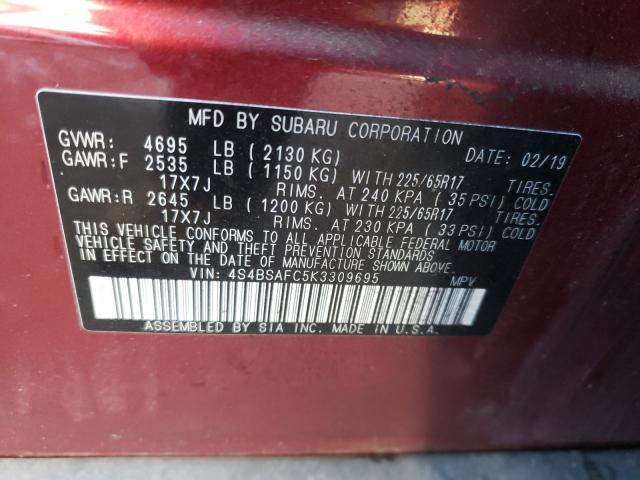 MFD BY SUBARU CORPORATION
GVWR: 4695 LB (2130 KG) DATE: 02/19
GAWR:F 2535 LB (1150 KG) WITH 225/65R17 TIRES.
17X7J RIMS. AT 240 KPA (35 PSI) COLD
GAWR:R 2645 LB (1200 KG) WITH 225/65R17 TIRES.
17X7J RIMS. AT 230 KPA (33 PSI) COLD
THIS VEHICLE CONFORMS TO ALL APPLICABLE FEDERAL MOTOR
VEHICLE SAFETY AND THEFT PREVENTION STANDARDS
IN EFFECT ON THE DATE OF MANUFACTURE SHOWN ABOVE.
VIN: 4S4BSAFC5K3309695 MPV
ASSEMBLED BY SIA INC. MADE IN U.S.A.